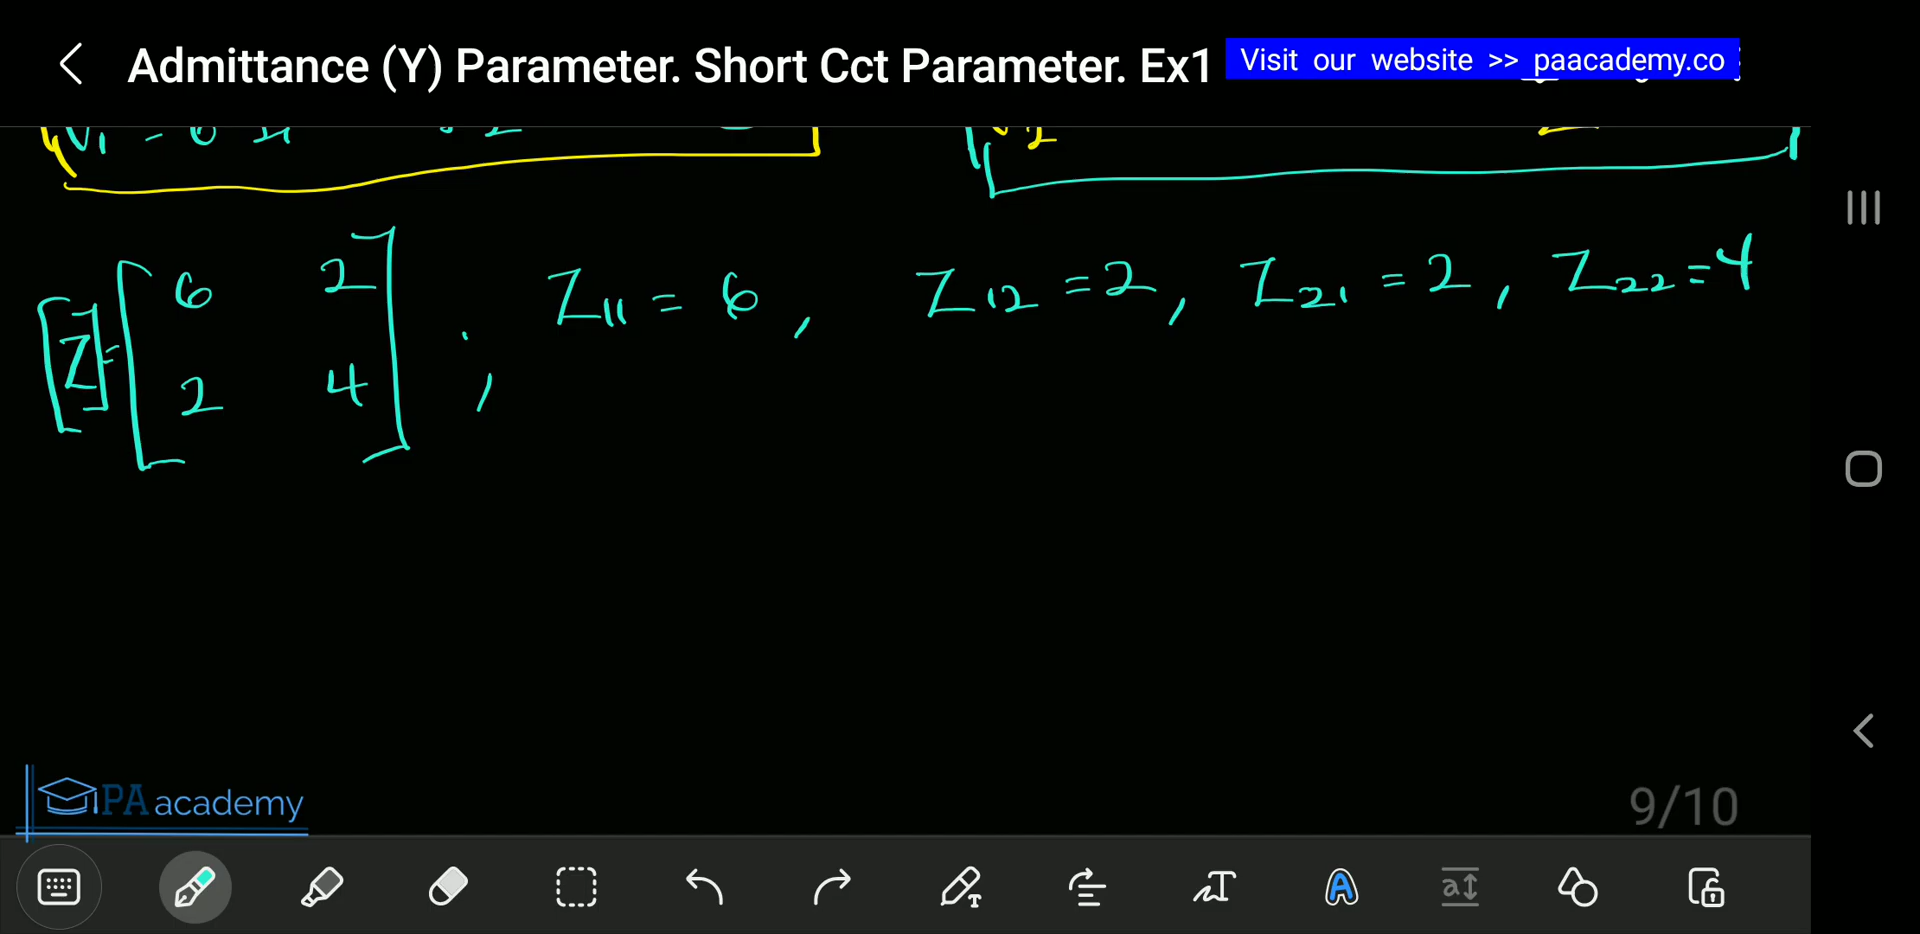 Admittance (Y) Parameter. Short Cct Parameter. Ex1
Visit our website >> paacademy.co
[Z] = [6 2
2 4] ; Z11 = 6, Z12 = 2, Z21 = 2, Z22 = 4
PA academy
9/10